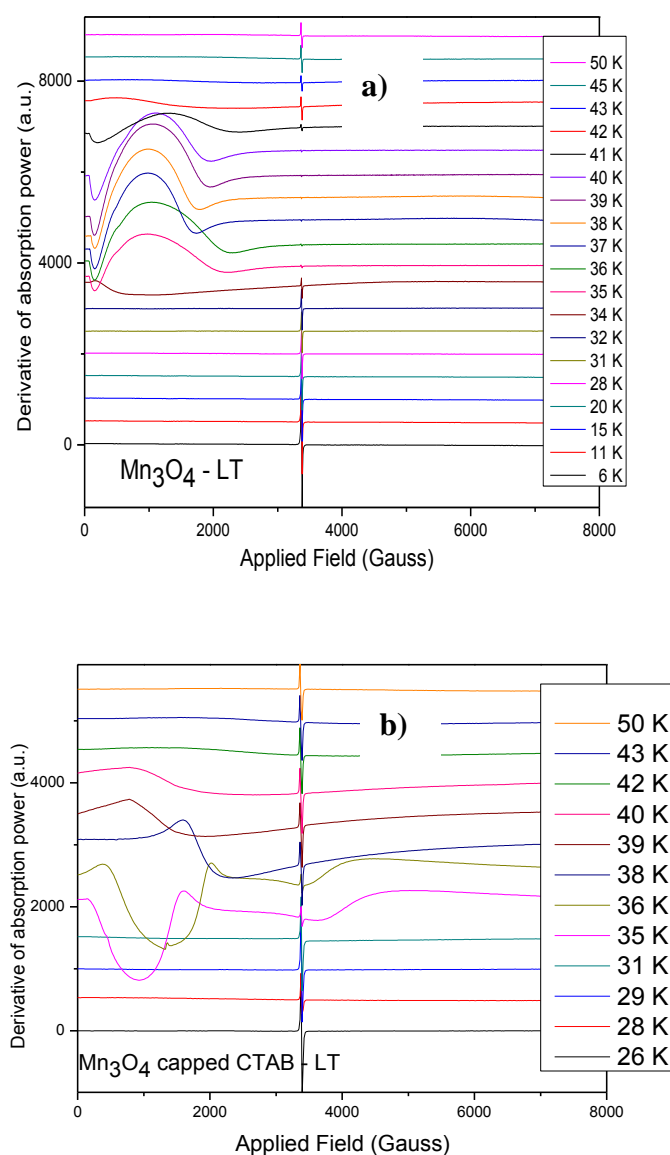 a)
8000
4000
0
Derivative of absorption power (a.u.)
Mn3O4 - LT
0 2000 4000 6000 8000
Applied Field (Gauss)
50 K
45 K
43 K
42 K
41 K
40 K
39 K
38 K
37 K
36 K
35 K
34 K
32 K
31 K
28 K
20 K
15 K
11 K
6 K
b)
4000
2000
0
Derivative of absorption power (a.u.)
Mn3O4 capped CTAB - LT
0 2000 4000 6000 8000
Applied Field (Gauss)
50 K
43 K
42 K
40 K
39 K
38 K
36 K
35 K
31 K
29 K
28 K
26 K